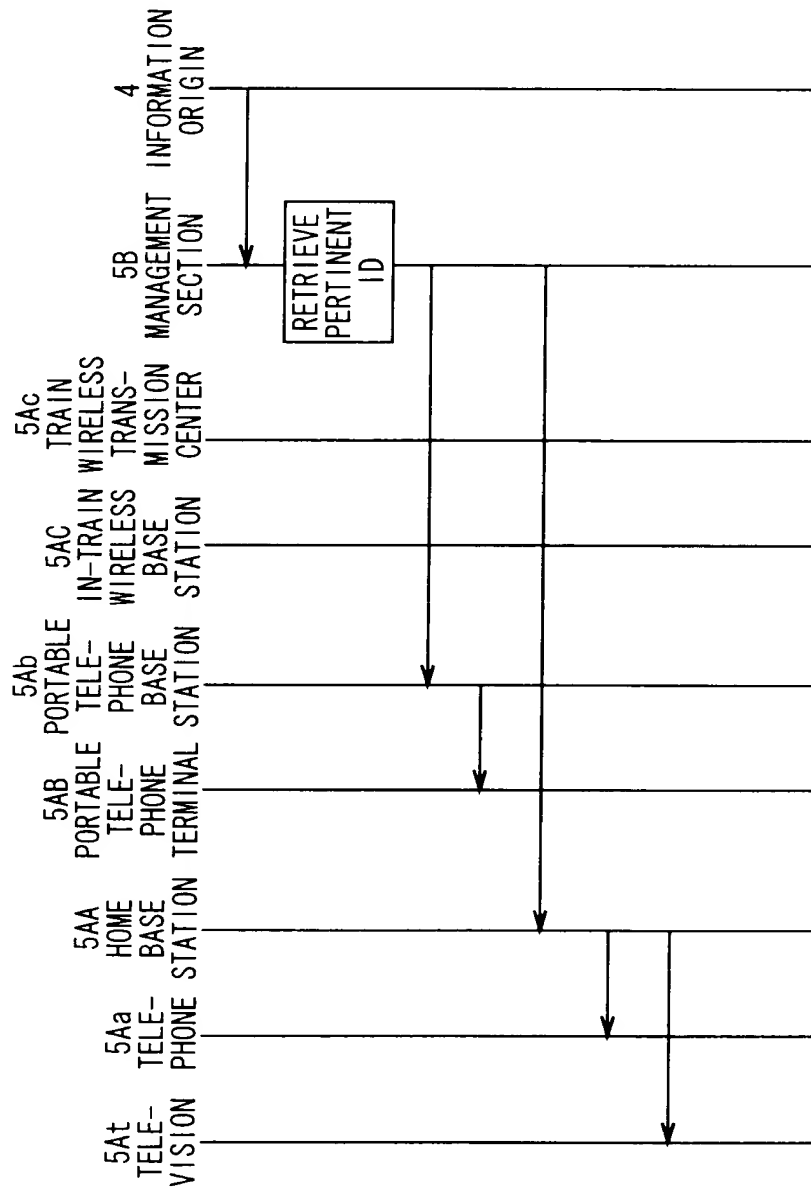 5At
TELE-
VISION
5Aa
TELE-
PHONE
5AA
HOME
BASE
STATION
5AB
PORTABLE
TELE-
PHONE
TERMINAL
5Ab
PORTABLE
TELE-
PHONE
BASE
STATION
5AC
IN-TRAIN
WIRELESS
BASE
STATION
5Ac
TRAIN
WIRELESS
TRANS-
MISSION
CENTER
5B
MANAGEMENT
SECTION
4
INFORMATION
ORIGIN
RETRIEVE
PERTINENT
ID